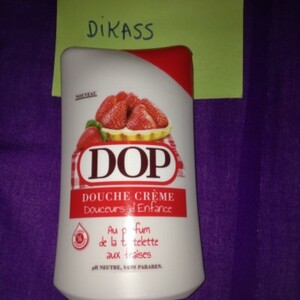 DiKASS
NOUVEAU
DOP
DOUCHE CRÈME
Douceurs d'Enfance
Au parfum
de la tartelette
aux fraises
pH NEUTRE, SANS PARABEN.